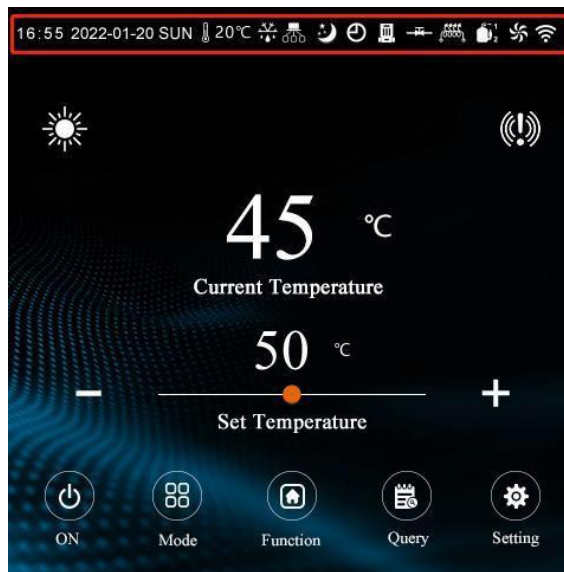 16:55 2022-01-20 SUN 20℃
45 ℃
Current Temperature
50 ℃
Set Temperature
ON Mode Function Query Setting